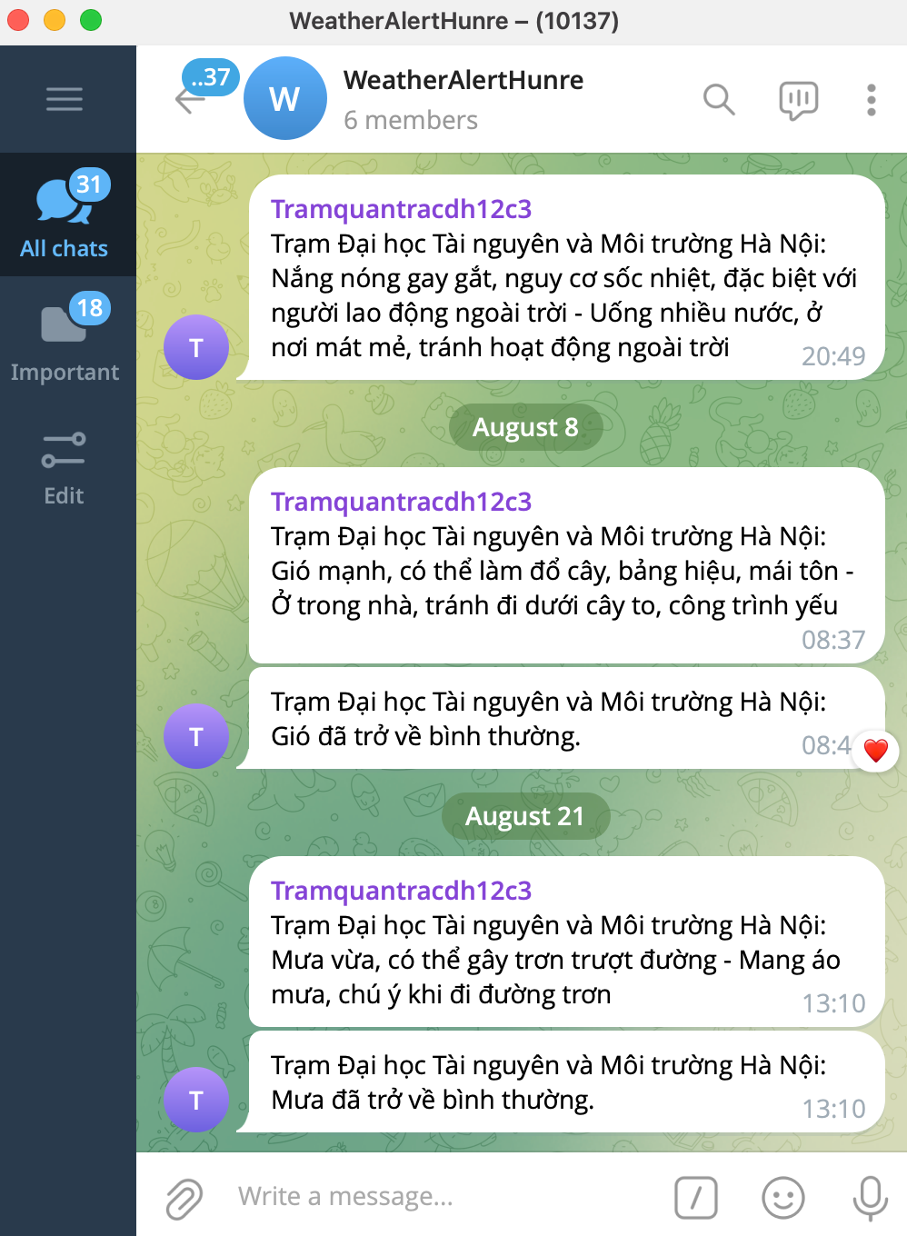 WeatherAlertHunre – (10137)
..37
W
WeatherAlertHunre
6 members
31
All chats
18
Important
Edit
Tramquantracdh12c3
Trạm Đại học Tài nguyên và Môi trường Hà Nội:
Nắng nóng gay gắt, nguy cơ sốc nhiệt, đặc biệt với
người lao động ngoài trời - Uống nhiều nước, ở
nơi mát mẻ, tránh hoạt động ngoài trời
20:49
T
August 8
Tramquantracdh12c3
Trạm Đại học Tài nguyên và Môi trường Hà Nội:
Gió mạnh, có thể làm đổ cây, bảng hiệu, mái tôn -
Ở trong nhà, tránh đi dưới cây to, công trình yếu
08:37
Trạm Đại học Tài nguyên và Môi trường Hà Nội:
Gió đã trở về bình thường.
08:4
T
August 21
Tramquantracdh12c3
Trạm Đại học Tài nguyên và Môi trường Hà Nội:
Mưa vừa, có thể gây trơn trượt đường - Mang áo
mưa, chú ý khi đi đường trơn
13:10
Trạm Đại học Tài nguyên và Môi trường Hà Nội:
Mưa đã trở về bình thường.
13:10
T
Write a message...